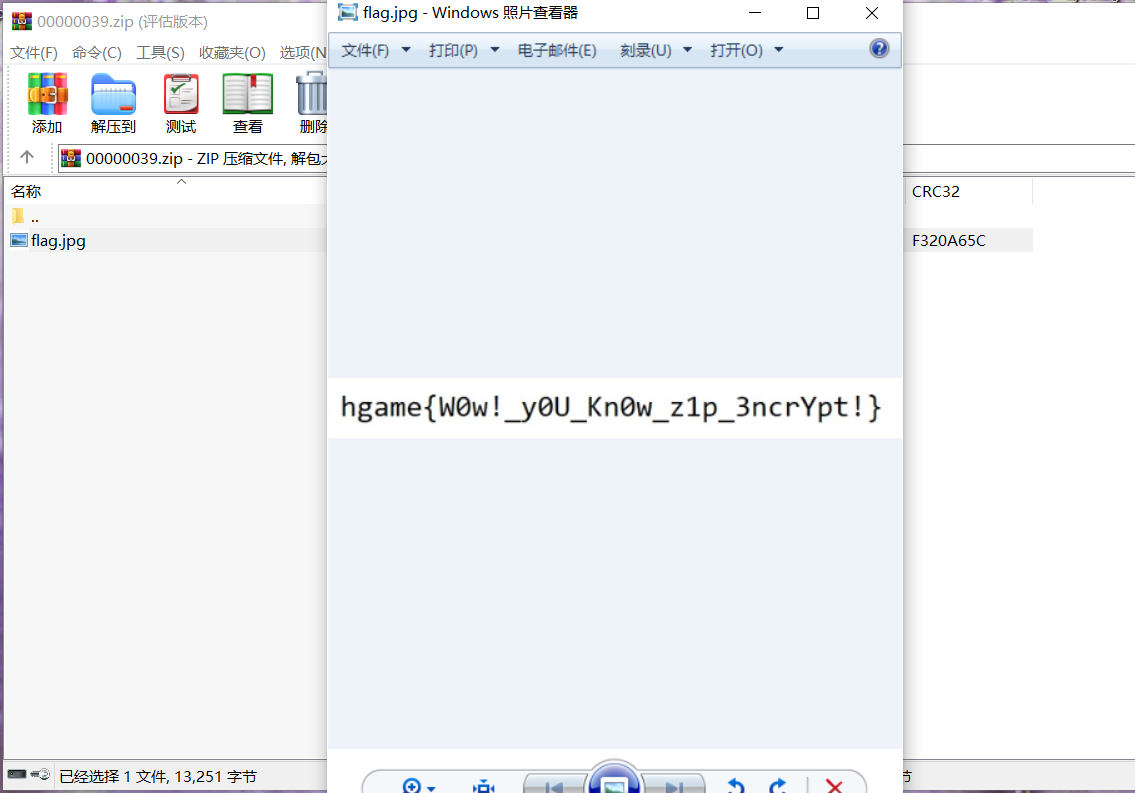 00000039.zip (评估版本)
文件(F) 命令(C) 工具(S) 收藏夹(O) 选项(N
添加 解压到 测试 查看 删除
00000039.zip - ZIP 压缩文件, 解包
名称
CRC32
..
flag.jpg
F320A65C
已经选择 1 文件, 13,251 字节
flag.jpg - Windows 照片查看器
文件(F) 打印(P) 电子邮件(E) 刻录(U) 打开(O)
hgame{W0w!_y0U_Kn0w_z1p_3ncrYpt!}